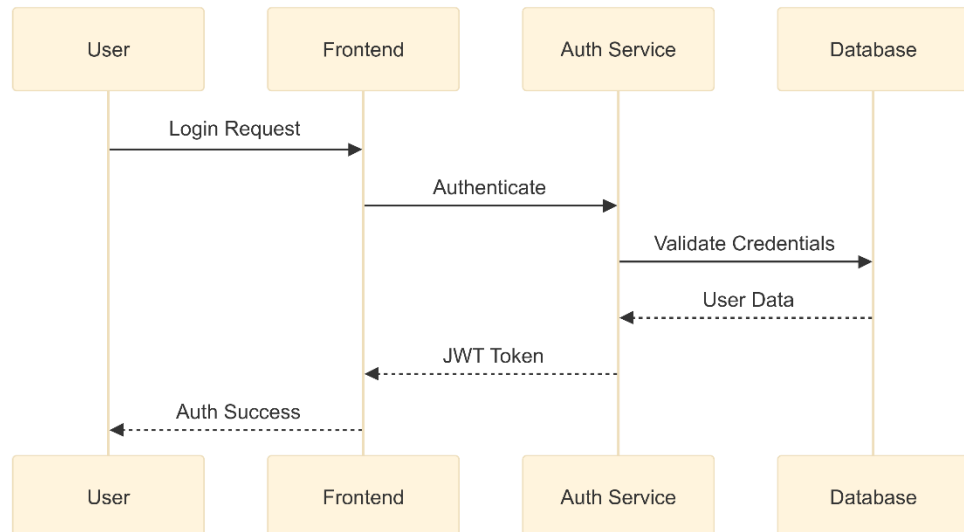 User Frontend Auth Service Database
Login Request
Authenticate
Validate Credentials
User Data
JWT Token
Auth Success
User Frontend Auth Service Database